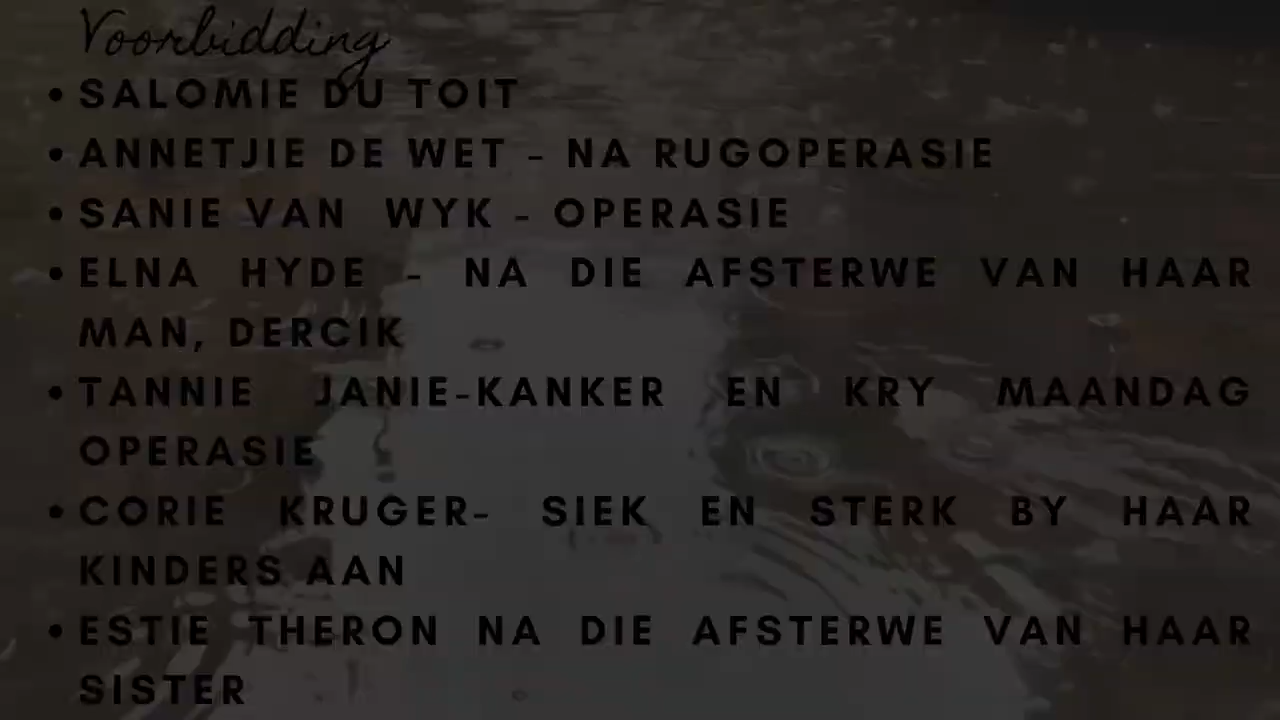 Voorbidding
• SALOMIE DU TOIT
• ANNETJIE DE WET - NA RUGOPERASIE
• SANIE VAN WYK - OPERASIE
• ELNA HYDE - NA DIE AFSTERWE VAN HAAR
MAN, DERCIK
• TANNIE JANIE-KANKER EN KRY MAANDAG
OPERASIE
• CORIE KRUGER- SIEK EN STERK BY HAAR
KINDERS AAN
• ESTIE THERON NA DIE AFSTERWE VAN HAAR
SISTER